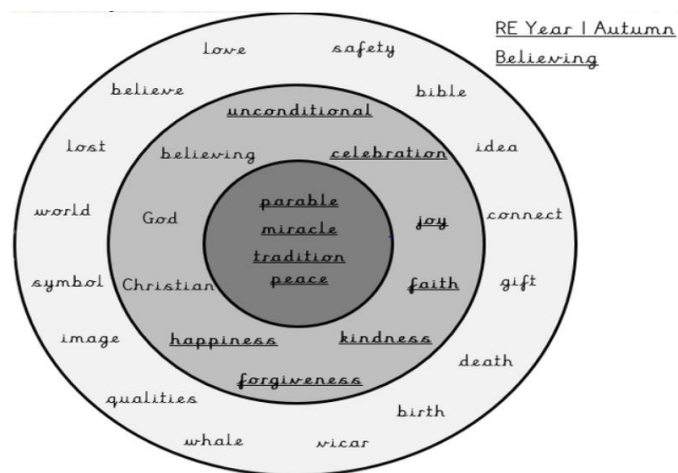 RE Year 1 Autumn
Believing
love safety
believe bible
unconditional
lost believing celebration idea
parable
world God miracle joy connect
tradition
symbol Christian peace faith gift
image happiness kindness
death
forgiveness
qualities birth
whale vicar